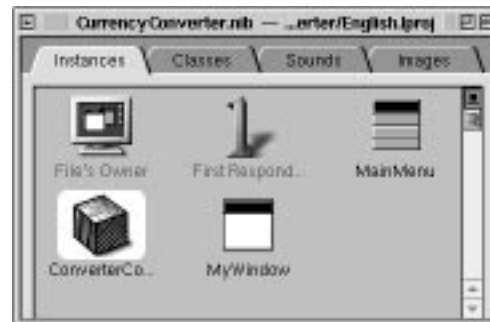 CurrencyConverter.nib — ...erter/English.lproj
Instances Classes Sounds Images
File's Owner First Respond... MainMenu
ConverterCo... MyWindow